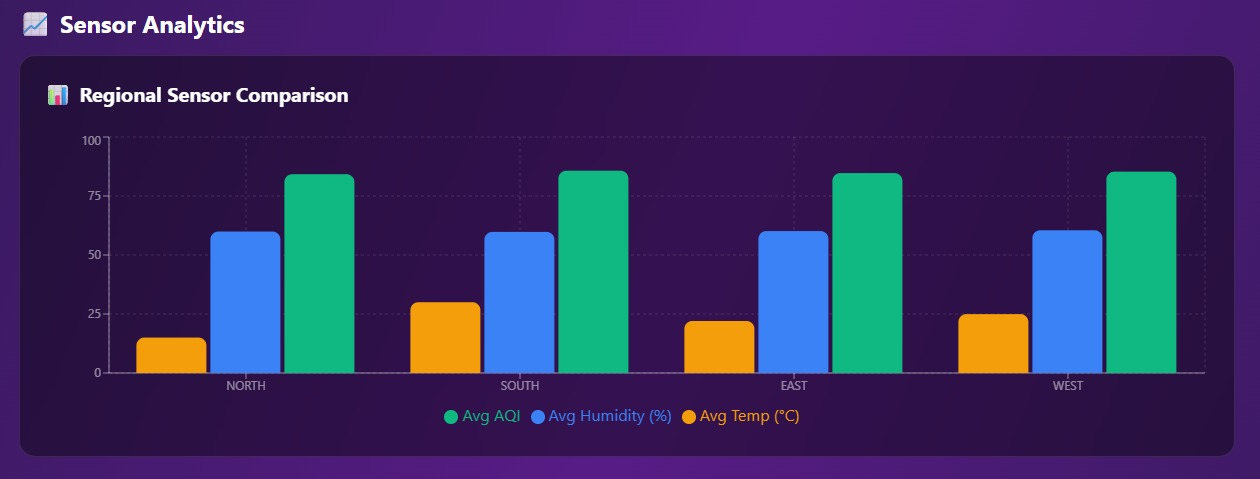 Sensor Analytics
Regional Sensor Comparison
100
75
50
25
0
NORTH SOUTH EAST WEST
Avg AQI Avg Humidity (%) Avg Temp (°C)